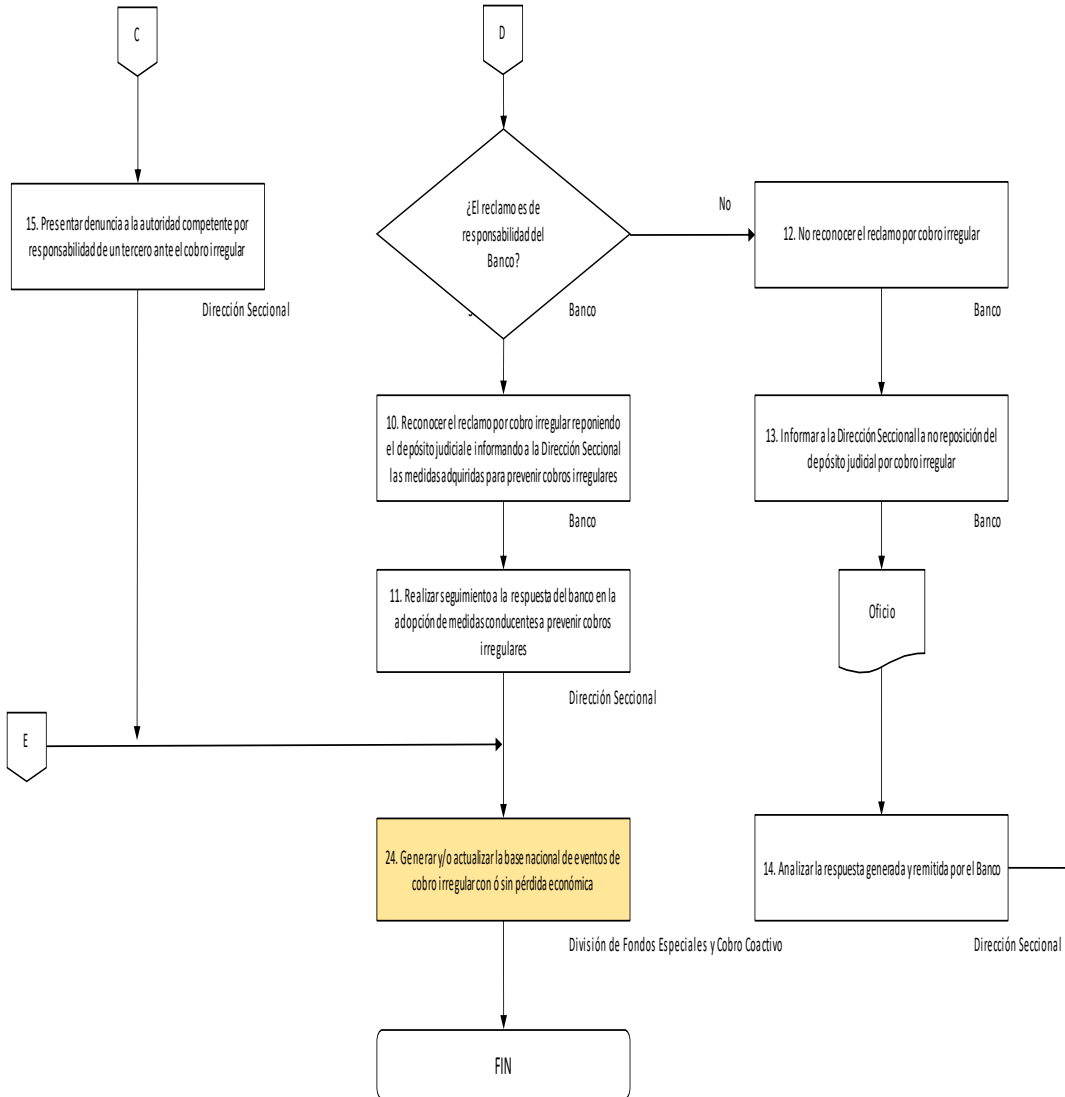 C
D
¿El reclamo es de
responsabilidad del
Banco?
No
15. Presentar denuncia a la autoridad competente por
responsabilidad de un tercero ante el cobro irregular
12. No reconocer el reclamo por cobro irregular
Dirección Seccional
Banco
Banco
10. Reconocer el reclamo por cobro irregular reponiendo
el depósito judicial e informando a la Dirección Seccional
las medidas adquiridas para prevenir cobros irregulares
13. Informar a la Dirección Seccional la no reposición del
depósito judicial por cobro irregular
Banco
Banco
11. Realizar seguimiento a la respuesta del banco en la
adopción de medidas conducentes a prevenir cobros
irregulares
Oficio
Dirección Seccional
E
24. Generar y/o actualizar la base nacional de eventos de
cobro irregular con ó sin pérdida económica
14. Analizar la respuesta generada y remitida por el Banco
División de Fondos Especiales y Cobro Coactivo
Dirección Seccional
FIN